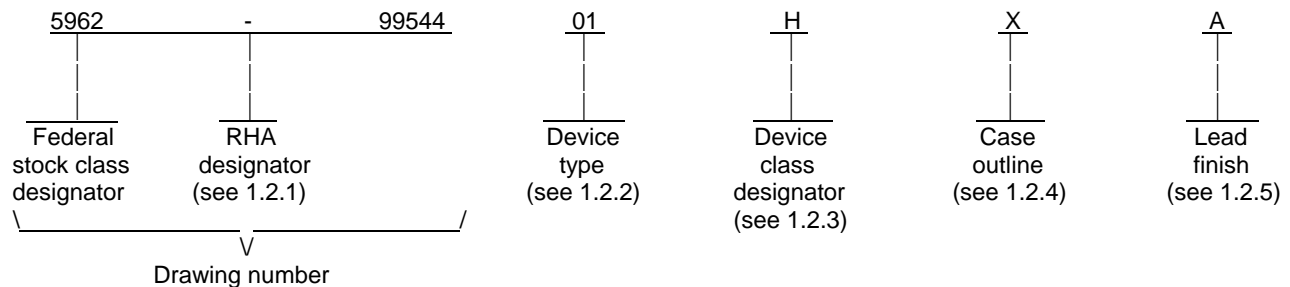 5962 - 99544 01 H X A
Federal stock class designator
RHA designator (see 1.2.1)
Device type (see 1.2.2)
Device class designator (see 1.2.3)
Case outline (see 1.2.4)
Lead finish (see 1.2.5)
\ /
\/
Drawing number